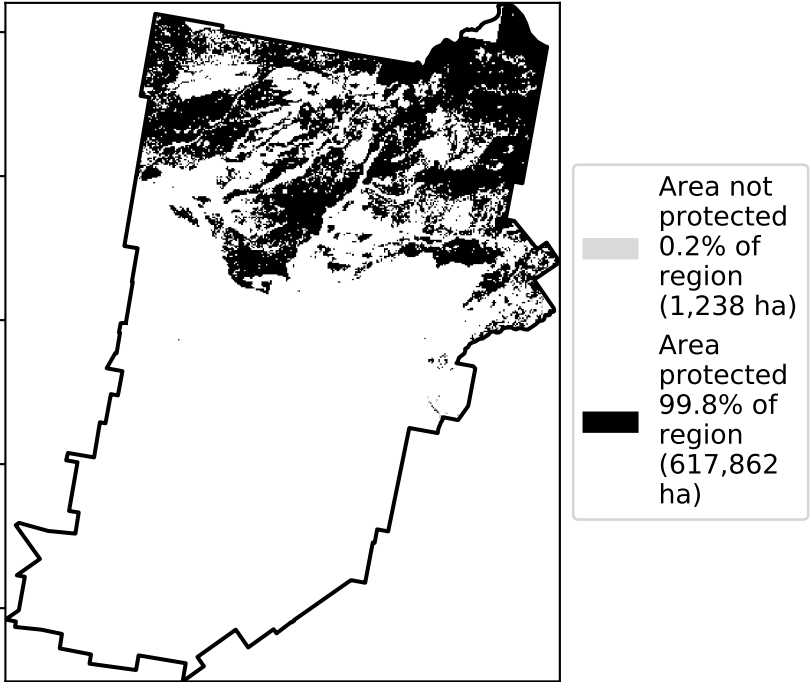 Area not
protected
0.2% of
region
(1,238 ha)
Area
protected
99.8% of
region
(617,862
ha)